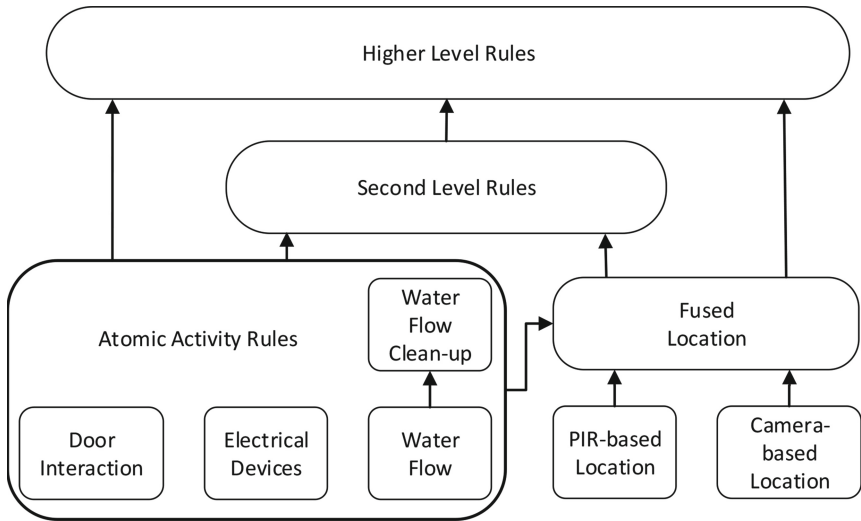 Higher Level Rules
Second Level Rules
Water
Flow
Clean-up
Atomic Activity Rules
Fused
Location
Door
Interaction
Electrical
Devices
Water
Flow
PIR-based
Location
Camera-
based
Location